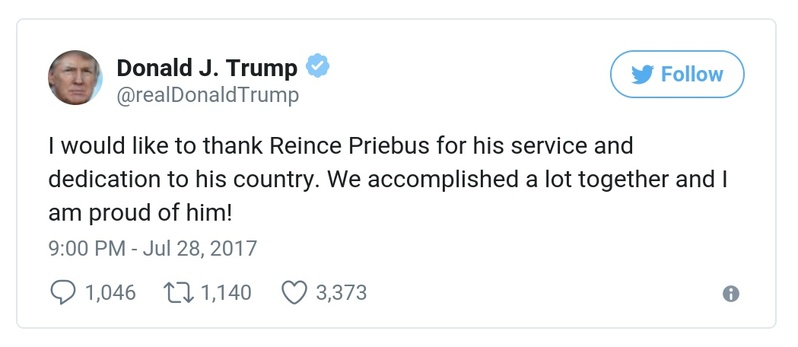 Donald J. Trump
@realDonaldTrump
Follow
I would like to thank Reince Priebus for his service and
dedication to his country. We accomplished a lot together and I
am proud of him!
9:00 PM - Jul 28, 2017
1,046 1,140 3,373